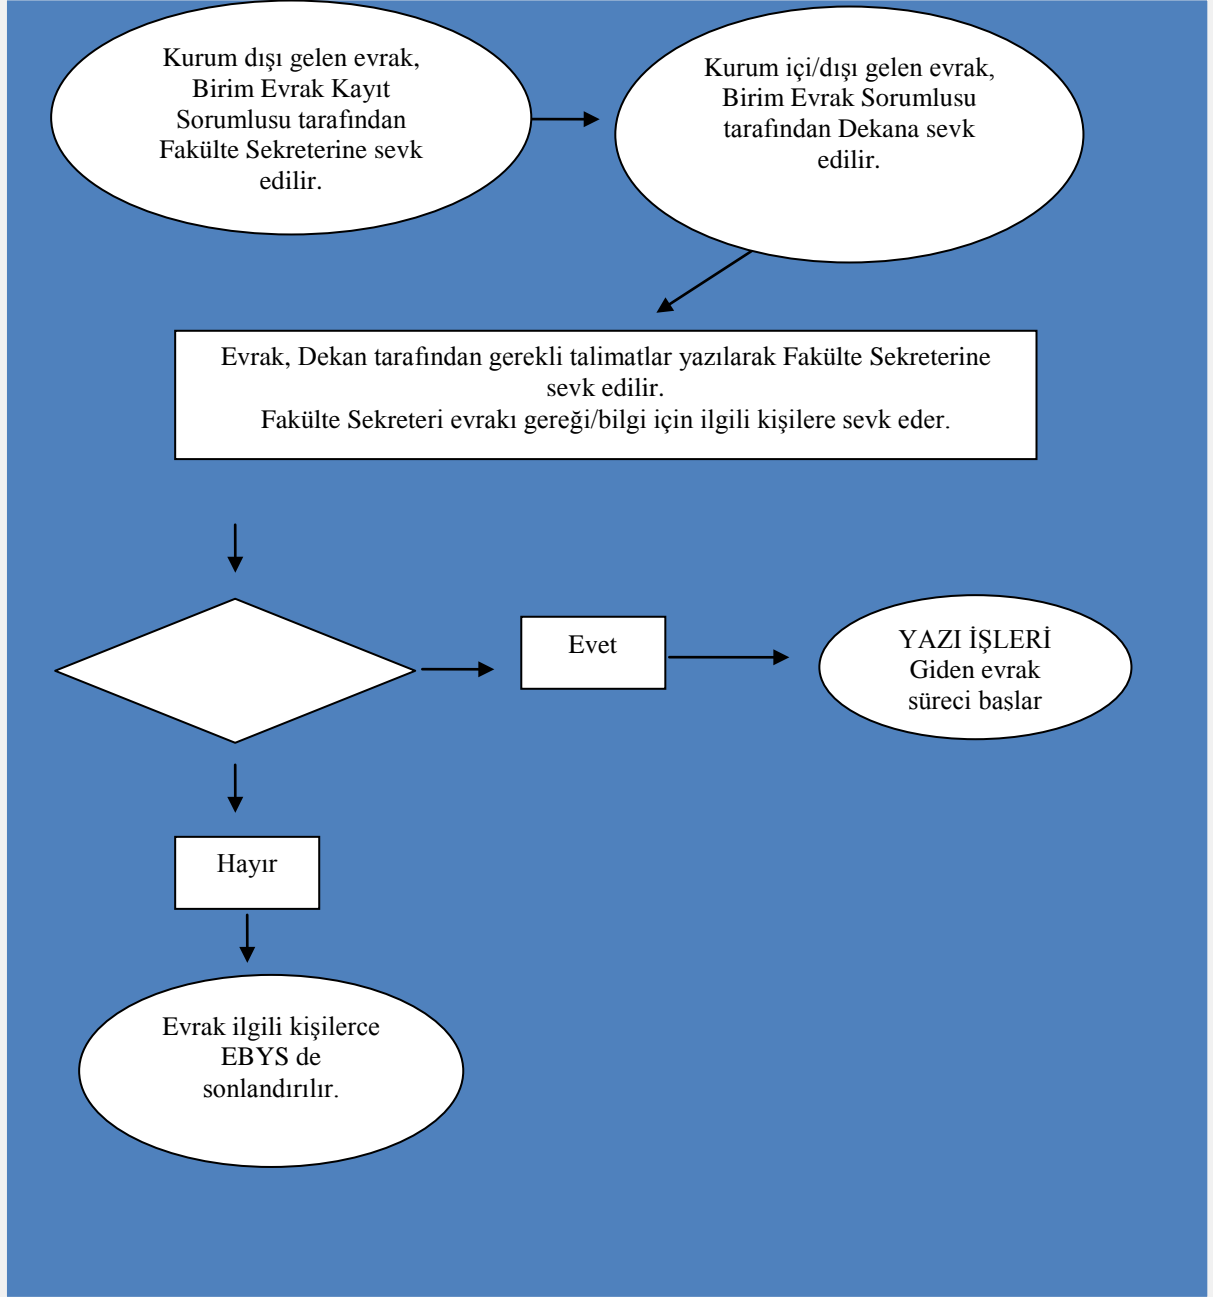 Kurum dışı gelen evrak,
Birim Evrak Kayıt
Sorumlusu tarafından
Fakülte Sekreterine sevk
edilir.
Kurum içi/dışı gelen evrak,
Birim Evrak Sorumlusu
tarafından Dekana sevk
edilir.
Evrak, Dekan tarafından gerekli talimatlar yazılarak Fakülte Sekreterine
sevk edilir.
Fakülte Sekreteri evrakı gereği/bilgi için ilgili kişilere sevk eder.
Evet
YAZI İŞLERİ
Giden evrak
süreci başlar
Hayır
Evrak ilgili kişilerce
EBYS de
sonlandırılır.